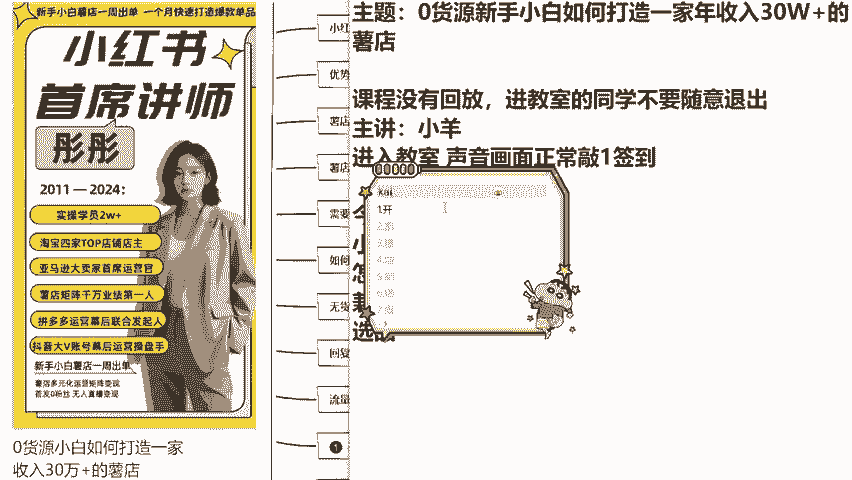 新手小白薯店一周出单 一个月快速打造爆款单品
小红书
首席讲师
彤彤
2011 — 2024：
实操学员2w+
淘宝四家TOP店铺店主
亚马逊大卖家首席运营官
薯店矩阵千万业绩第一人
拼多多运营幕后联合发起人
抖音大V账号幕后运营操盘手
新手小白薯店一周出单
薯店多元化运营矩阵变现
首发0粉丝 无人直播变现
0货源小白如何打造一家
收入30万+的薯店
小红
优势
薯店
薯店
需要
如何
无货
回复
流量
1
主题：0货源新手小白如何打造一家年收入30W+的
薯店
课程没有回放，进教室的同学不要随意退出
主讲：小羊
进入教室 声音画面正常敲1签到
1.开
选